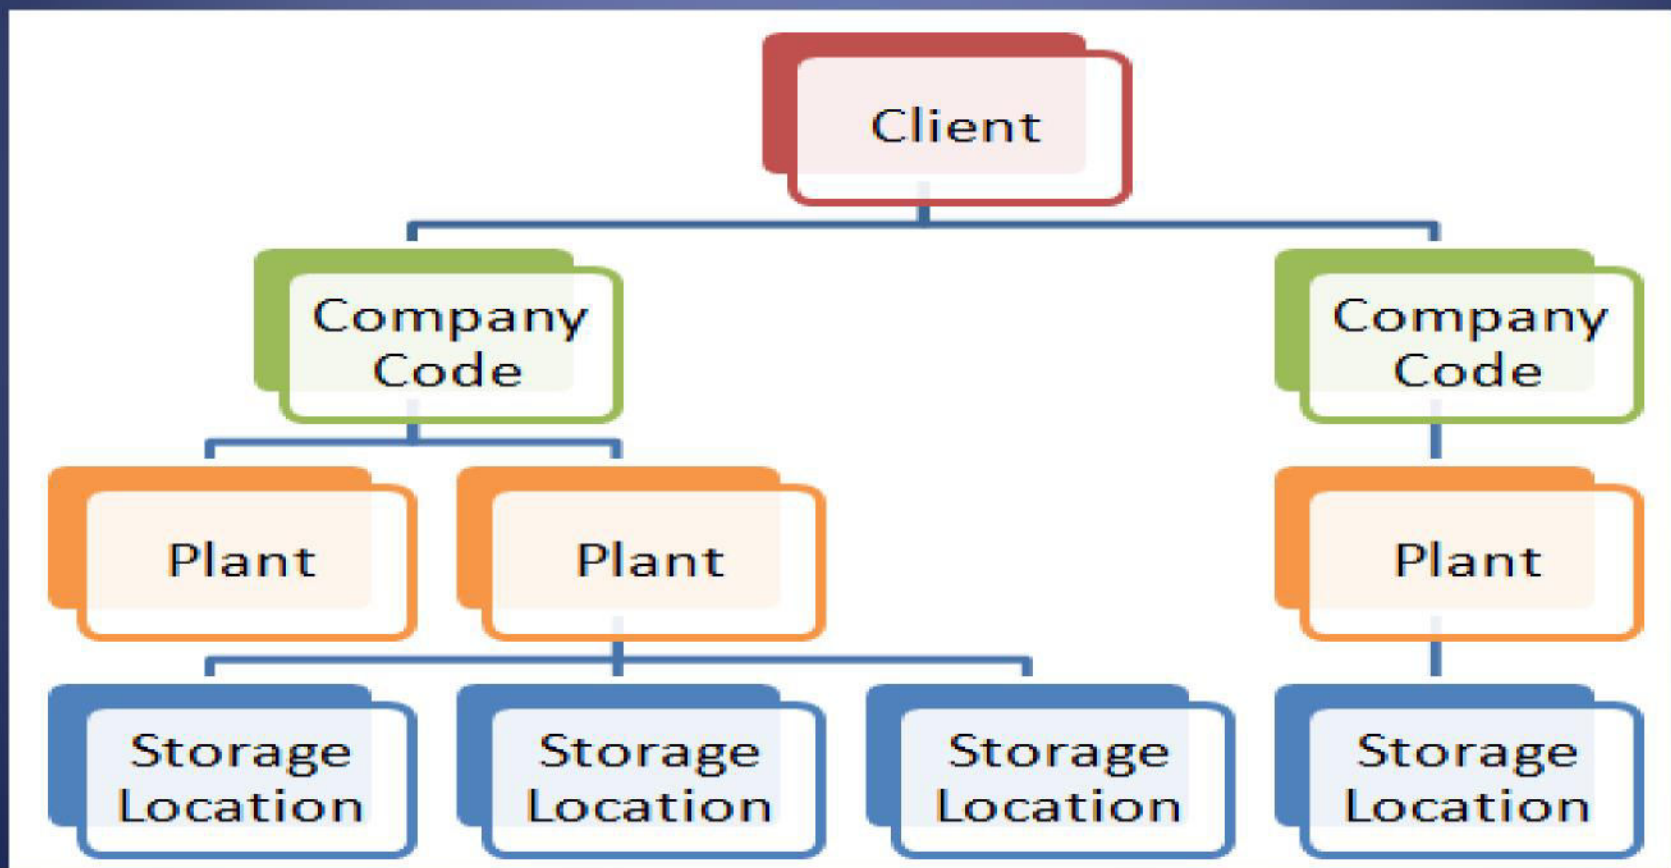 Client
Company
Code
Company
Code
Plant
Plant
Plant
Storage
Location
Storage
Location
Storage
Location
Storage
Location